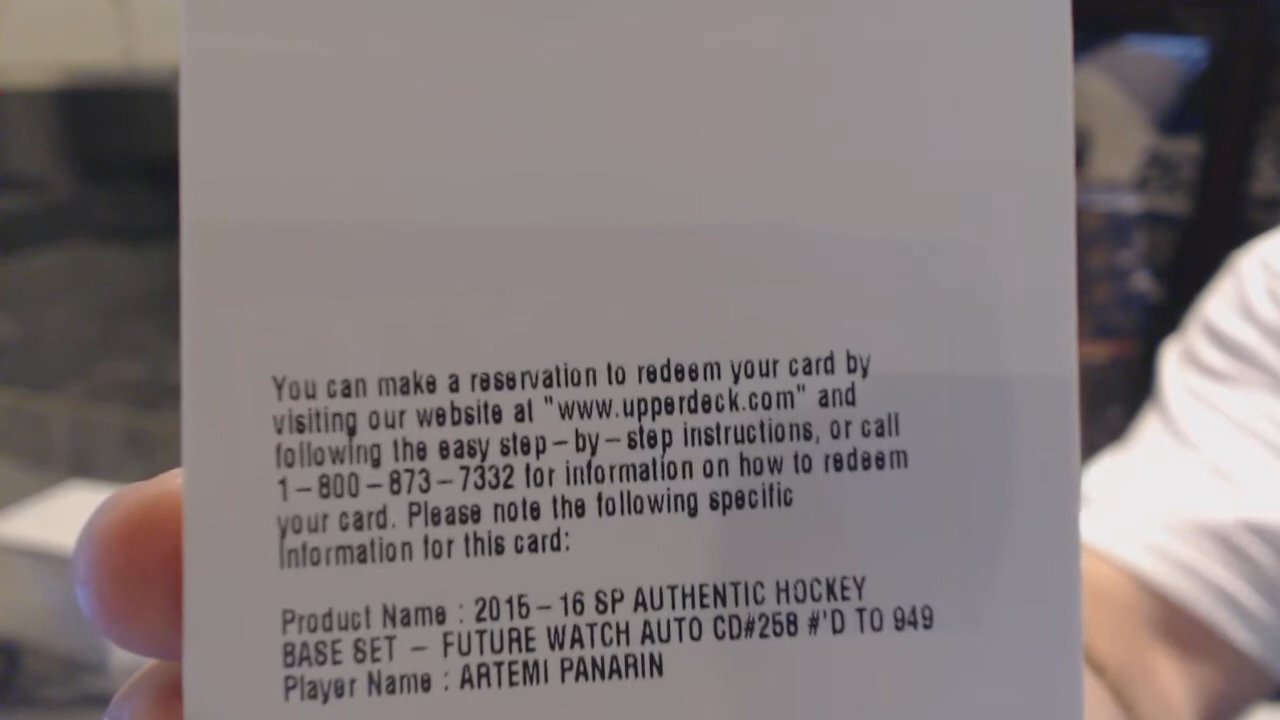 You can make a reservation to redeem your card by
visiting our website at "www.upperdeck.com" and
following the easy step-by-step instructions, or call
1-800-873-7332 for information on how to redeem
your card. Please note the following specific
information for this card:
Product Name : 2015-16 SP AUTHENTIC HOCKEY
BASE SET - FUTURE WATCH AUTO CD#258 #'D TO 949
Player Name : ARTEMI PANARIN